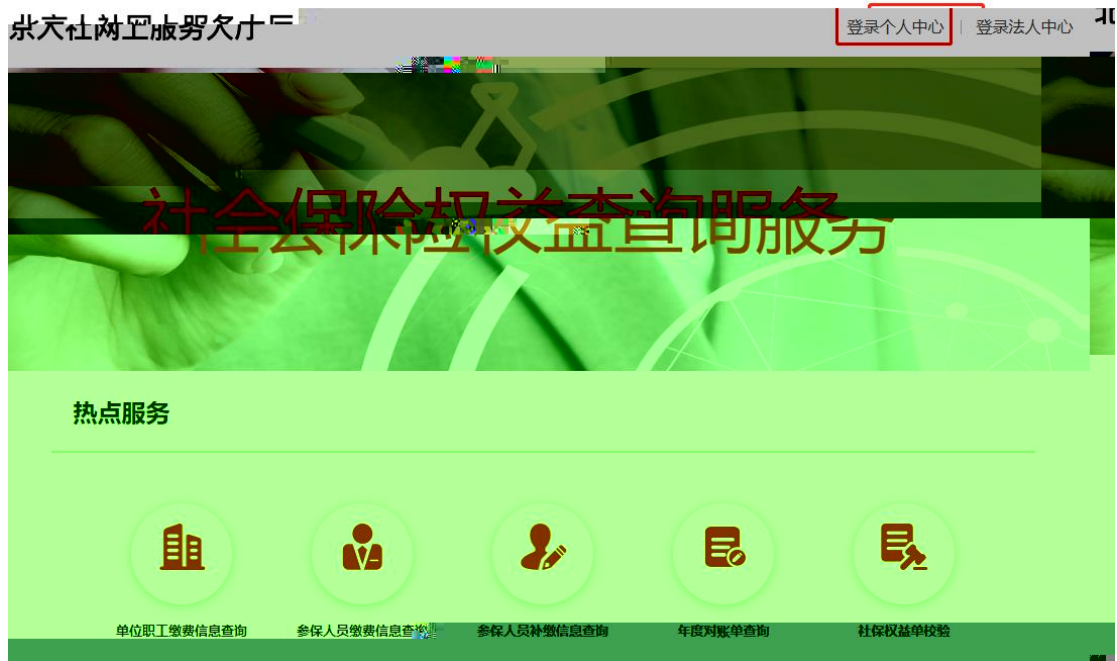 登录个人中心 | 登录法人中心
社会保险权益查询服务
热点服务
单位职工缴费信息查询 参保人员缴费信息查询 参保人员补缴信息查询 年度对账单查询 社保权益单校验